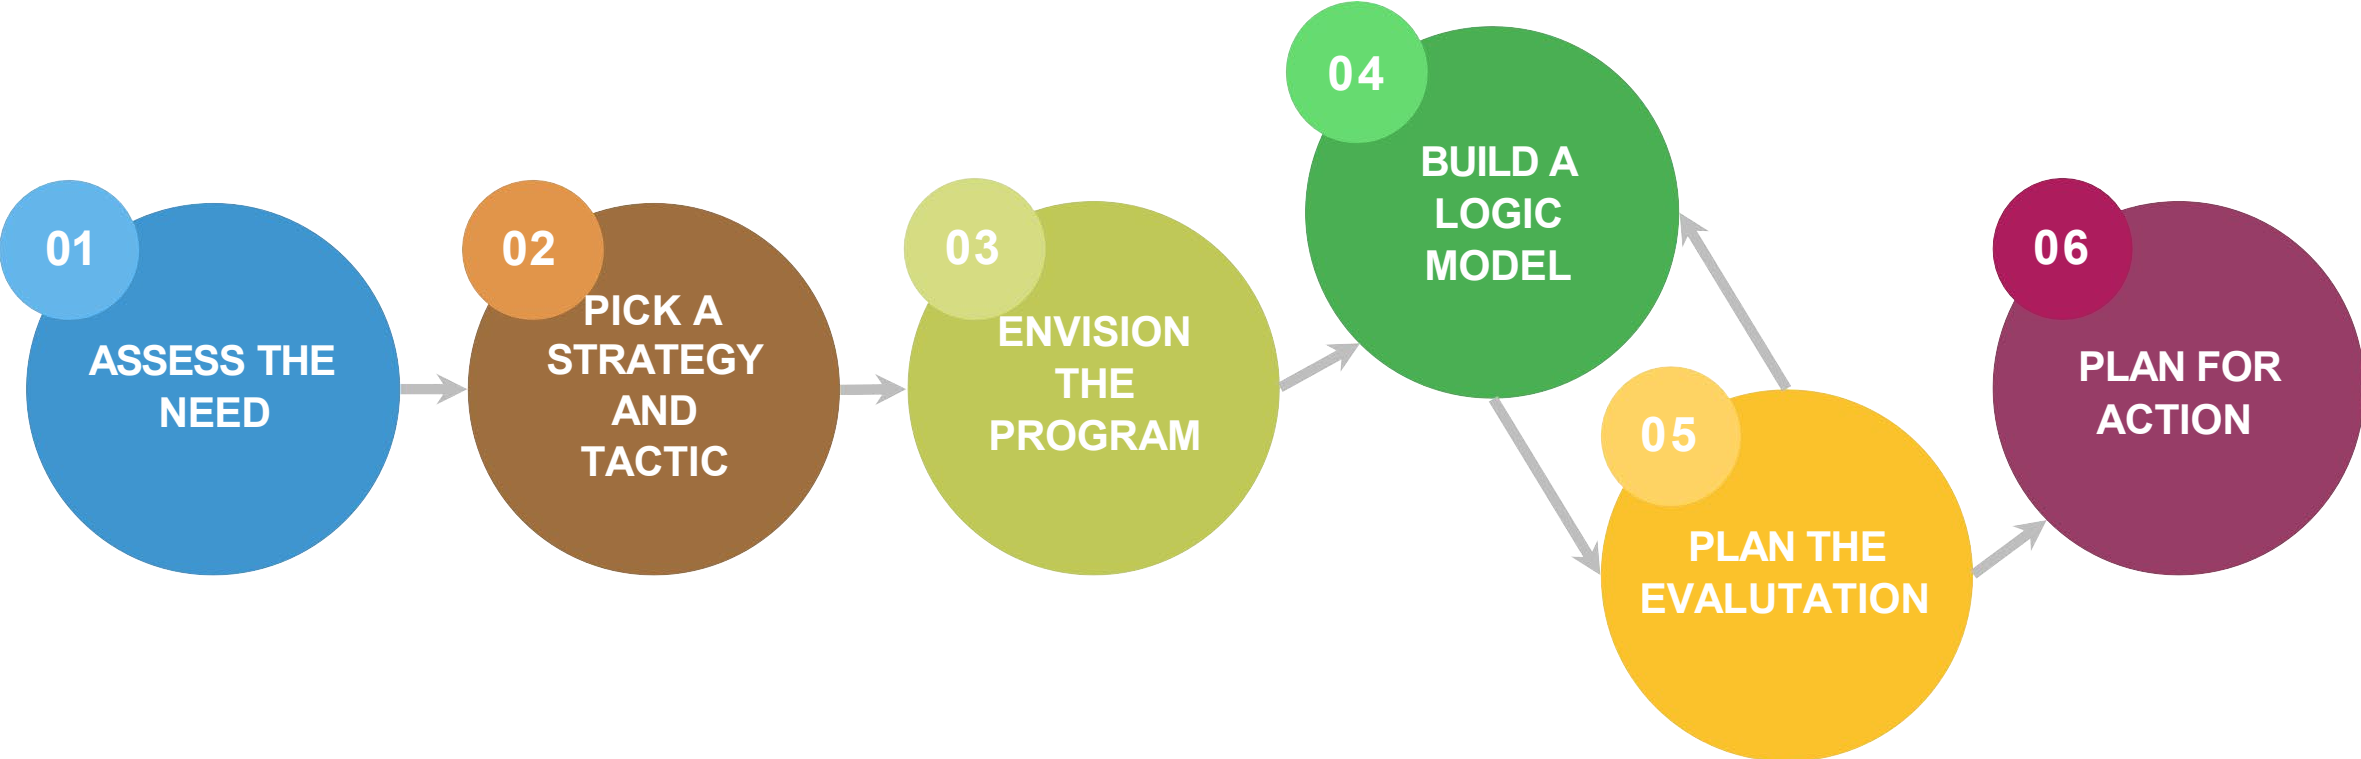 01
ASSESS THE
NEED
02
PICK A
STRATEGY
AND
TACTIC
03
ENVISION
THE
PROGRAM
04
BUILD A
LOGIC
MODEL
05
PLAN THE
EVALUTATION
06
PLAN FOR
ACTION